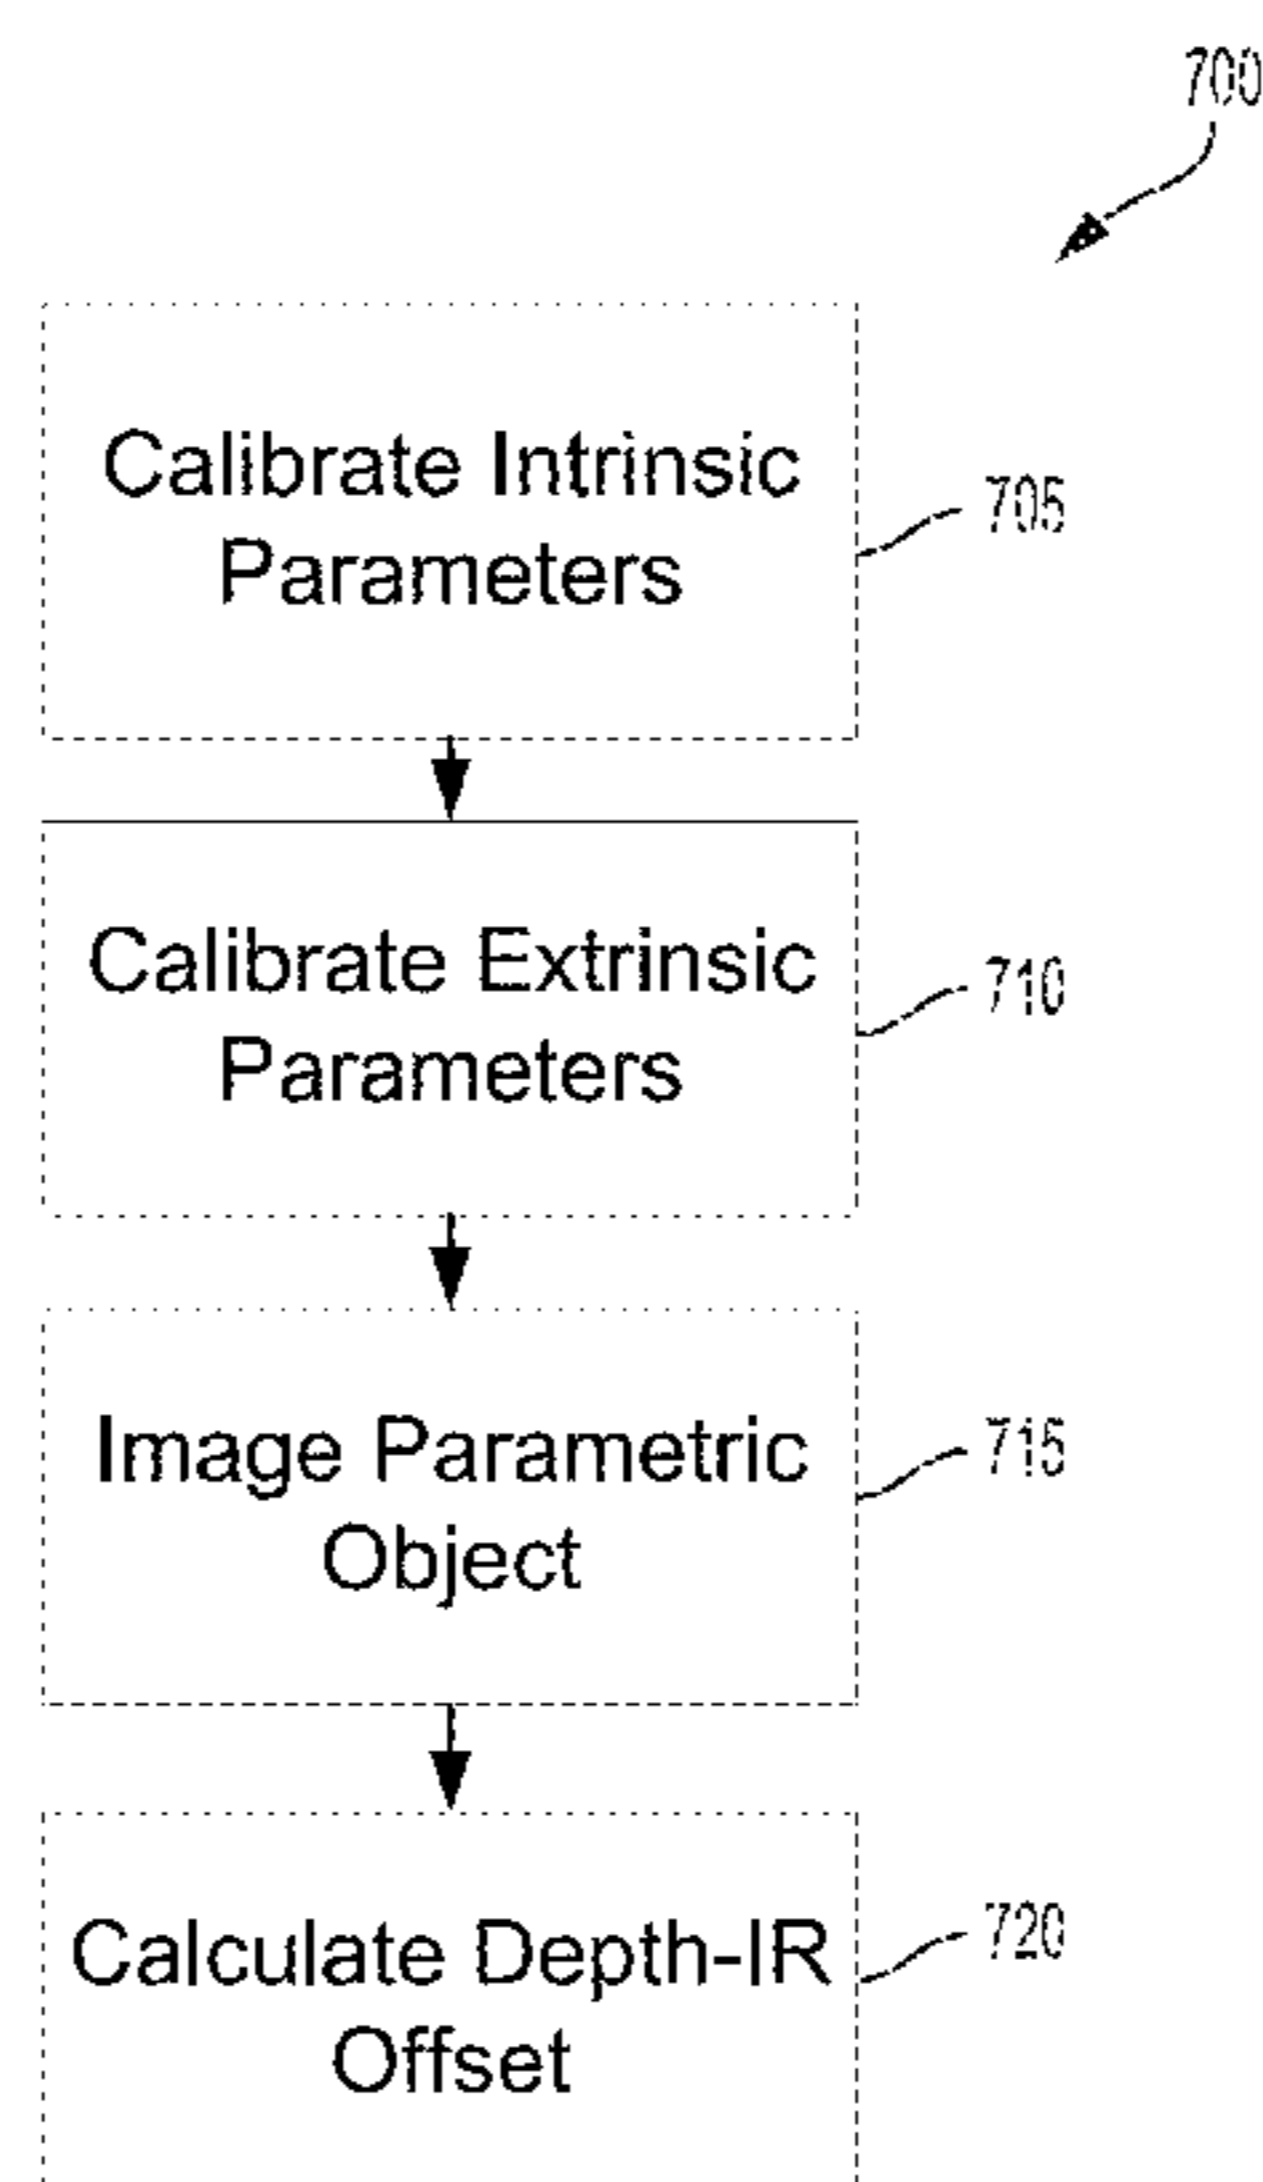 700
Calibrate Intrinsic
Parameters
705
Calibrate Extrinsic
Parameters
710
Image Parametric
Object
715
Calculate Depth-IR
Offset
720